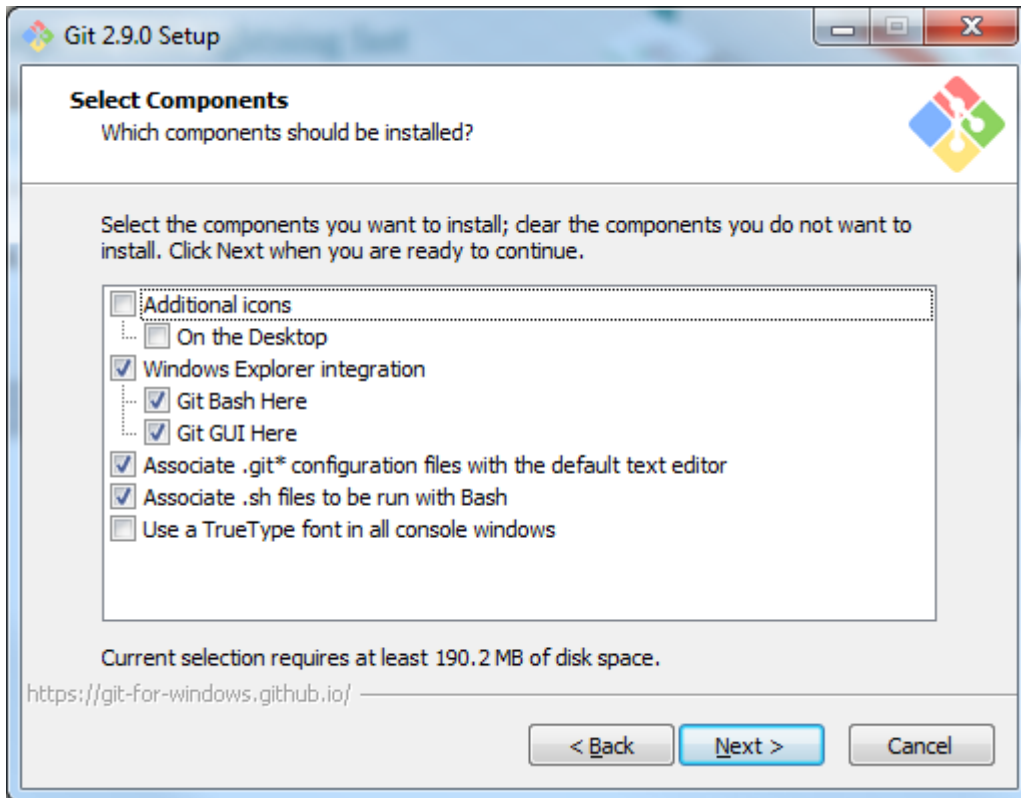 Git 2.9.0 Setup
Select Components
Which components should be installed?
Select the components you want to install; clear the components you do not want to
install. Click Next when you are ready to continue.
Additional icons
On the Desktop
Windows Explorer integration
Git Bash Here
Git GUI Here
Associate .git* configuration files with the default text editor
Associate .sh files to be run with Bash
Use a TrueType font in all console windows
Current selection requires at least 190.2 MB of disk space.
https://git-for-windows.github.io/
< Back Next > Cancel